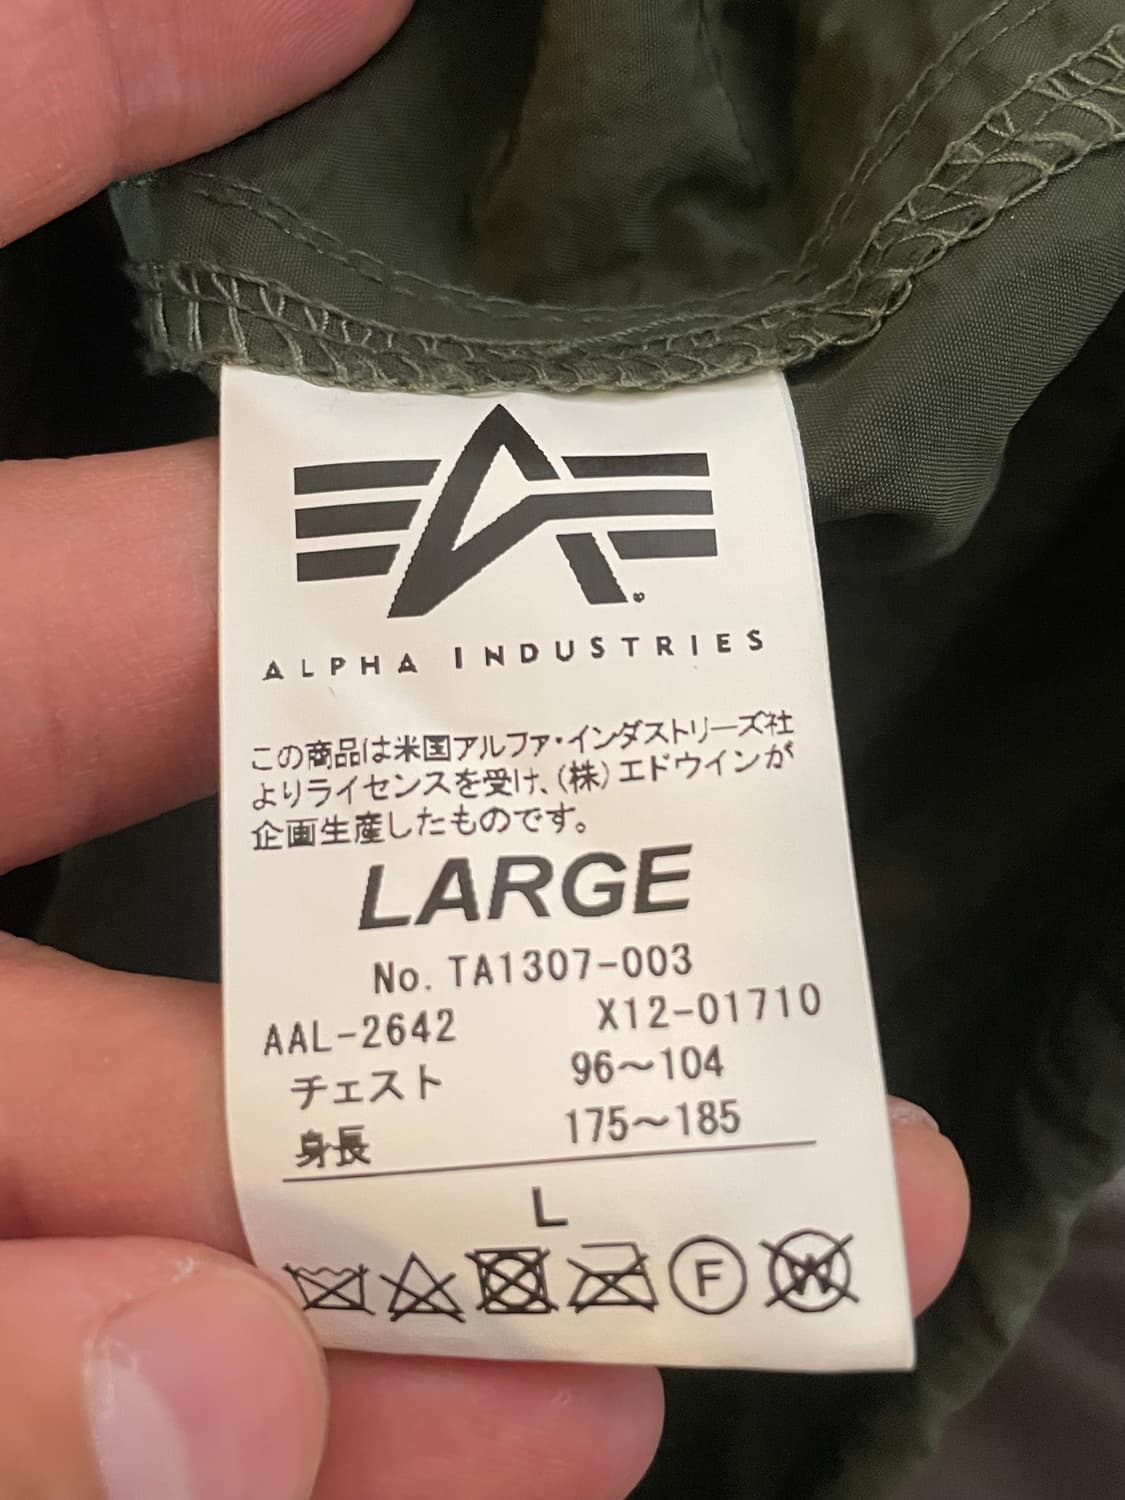 ALPHA INDUSTRIES
この商品は米国アルファ・インダストリーズ社
よりライセンスを受け、(株)エドウインが
企画生産したものです。
LARGE
No. TA1307-003
AAL-2642 X12-01710
チェスト 96～104
身長 175～185
L
F W